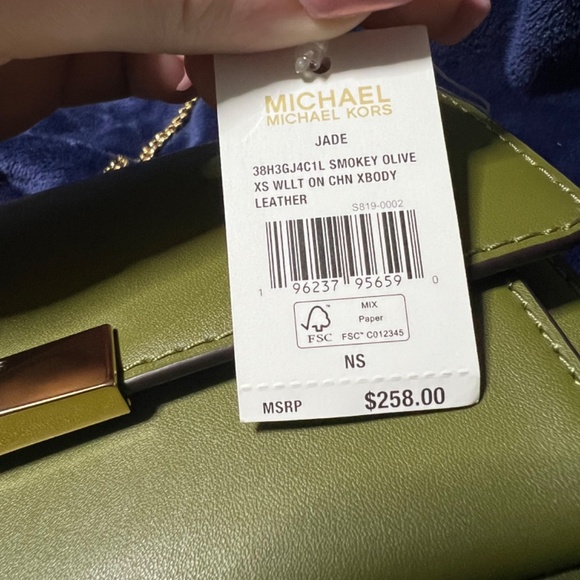 MICHAEL
MICHAEL KORS
JADE
38H3GJ4C1L SMOKEY OLIVE
XS WLLT ON CHN XBODY
LEATHER
S819-0002
1 96237 95659 0
MIX
Paper
FSC
FSC™ C012345
NS
MSRP $258.00